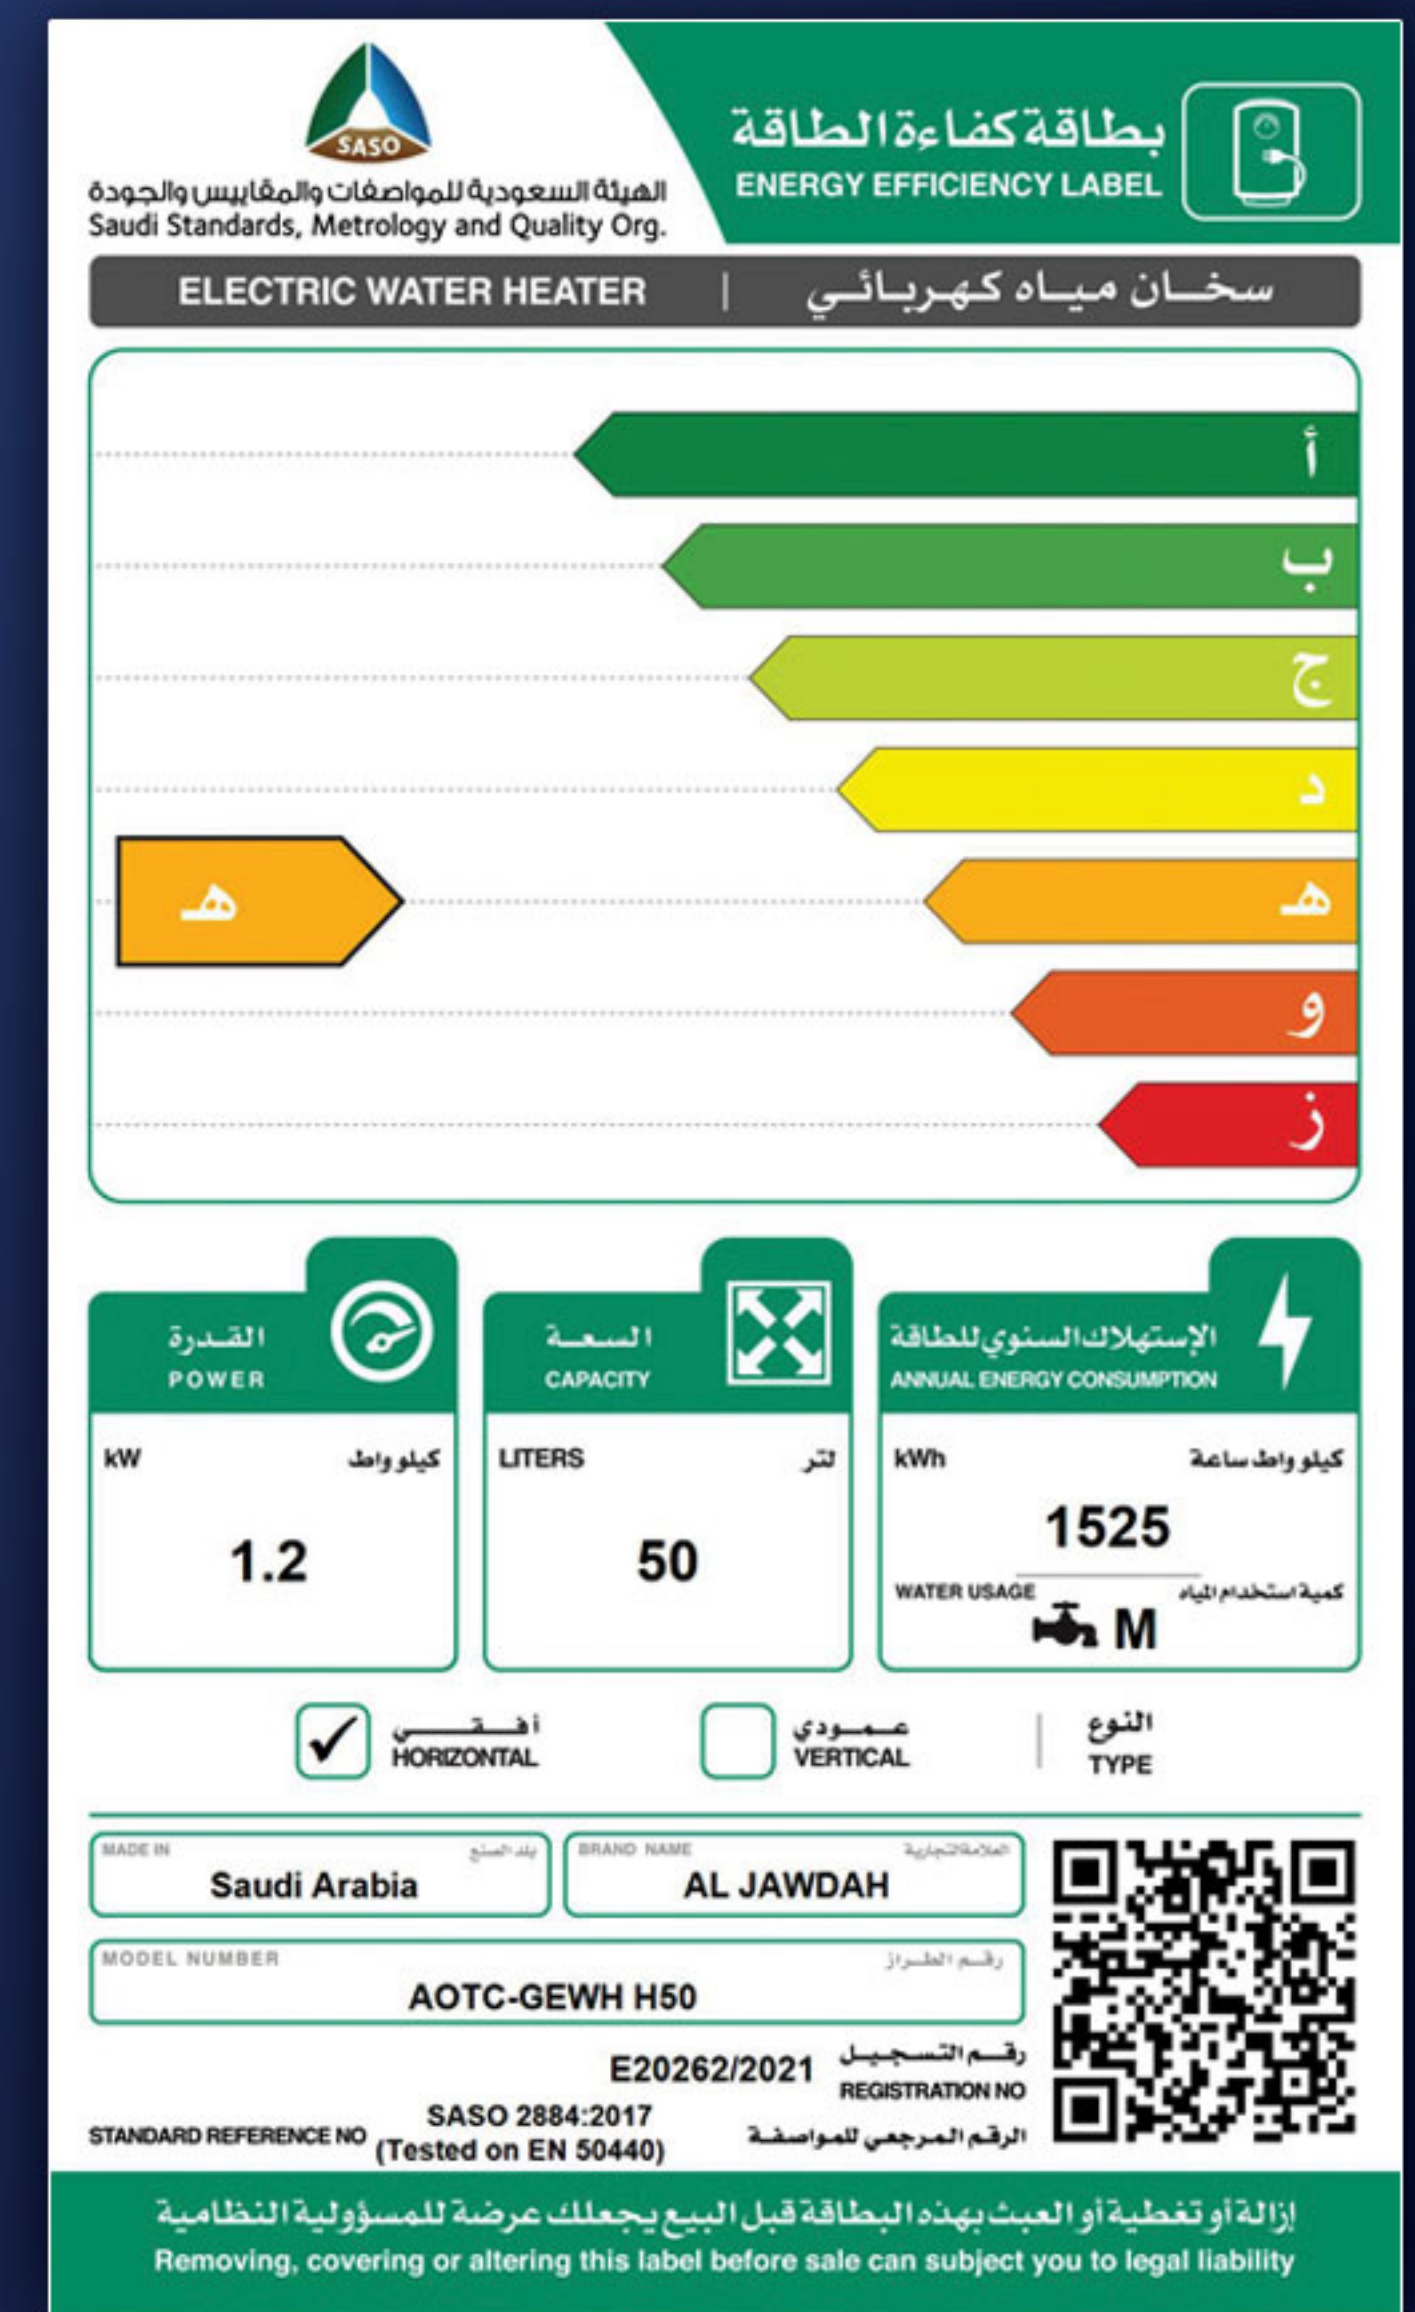 SASO
الهيئة السعودية للمواصفات والمقاييس والجودة
Saudi Standards, Metrology and Quality Org.
بطاقة كفاءة الطاقة
ENERGY EFFICIENCY LABEL
ELECTRIC WATER HEATER | سخان مياه كهربائي
أ
ب
ج
د
هـ
هـ
و
ز
القدرة
POWER
kW كيلو واط
1.2
السعة
CAPACITY
LITERS لتر
50
الإستهلاك السنوي للطاقة
ANNUAL ENERGY CONSUMPTION
kWh كيلو واط ساعة
1525
WATER USAGE كمية استخدام المياه
M
أفقي
HORIZONTAL
عمودي
VERTICAL
النوع
TYPE
MADE IN بلد الصنع
Saudi Arabia
BRAND NAME العلامة التجارية
AL JAWDAH
MODEL NUMBER رقم الطراز
AOTC-GEWH H50
E20262/2021 رقم التسجيل
REGISTRATION NO
STANDARD REFERENCE NO SASO 2884:2017 الرقم المرجعي للمواصفة
(Tested on EN 50440)
إزالة أو تغطية أو العبث بهذه البطاقة قبل البيع يجعلك عرضة للمسؤولية النظامية
Removing, covering or altering this label before sale can subject you to legal liability